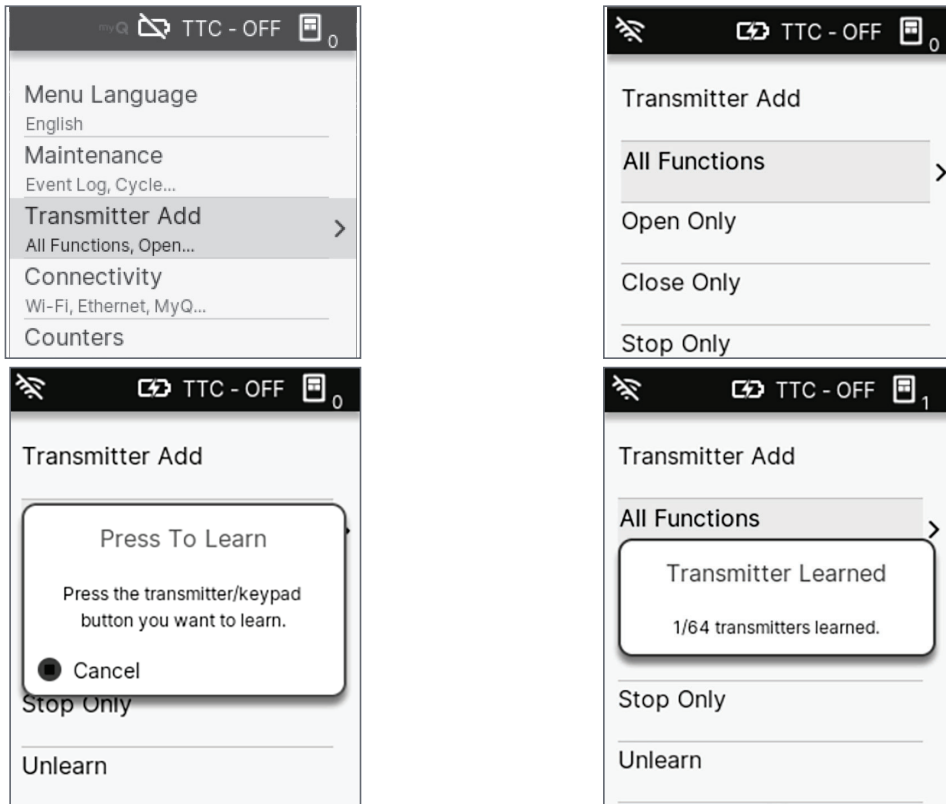 myQ TTC - OFF 0
Menu Language
English
Maintenance
Event Log, Cycle...
Transmitter Add
All Functions, Open...
Connectivity
Wi-Fi, Ethernet, MyQ...
Counters
TTC - OFF 0
Transmitter Add
All Functions
Open Only
Close Only
Stop Only
TTC - OFF 0
Transmitter Add
Press To Learn
Press the transmitter/keypad
button you want to learn.
Cancel
Stop Only
Unlearn
TTC - OFF 1
Transmitter Add
All Functions
Transmitter Learned
1/64 transmitters learned.
Stop Only
Unlearn